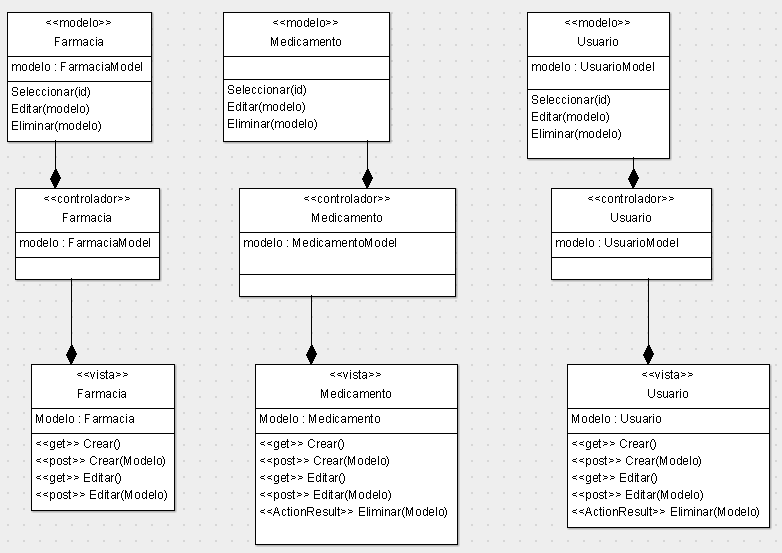 <<modelo>>
Farmacia
modelo : FarmaciaModel
Seleccionar(id)
Editar(modelo)
Eliminar(modelo)
<<modelo>>
Medicamento
Seleccionar(id)
Editar(modelo)
Eliminar(modelo)
<<modelo>>
Usuario
modelo : UsuarioModel
Seleccionar(id)
Editar(modelo)
Eliminar(modelo)
<<controlador>>
Farmacia
modelo : FarmaciaModel
<<controlador>>
Medicamento
modelo : MedicamentoModel
<<controlador>>
Usuario
modelo : UsuarioModel
<<vista>>
Farmacia
Modelo : Farmacia
<<get>> Crear()
<<post>> Crear(Modelo)
<<get>> Editar()
<<post>> Editar(Modelo)
<<vista>>
Medicamento
Modelo : Medicamento
<<get>> Crear()
<<post>> Crear(Modelo)
<<get>> Editar()
<<post>> Editar(Modelo)
<<ActionResult>> Eliminar(Modelo)
<<vista>>
Usuario
Modelo : Usuario
<<get>> Crear()
<<post>> Crear(Modelo)
<<get>> Editar()
<<post>> Editar(Modelo)
<<ActionResult>> Eliminar(Modelo)